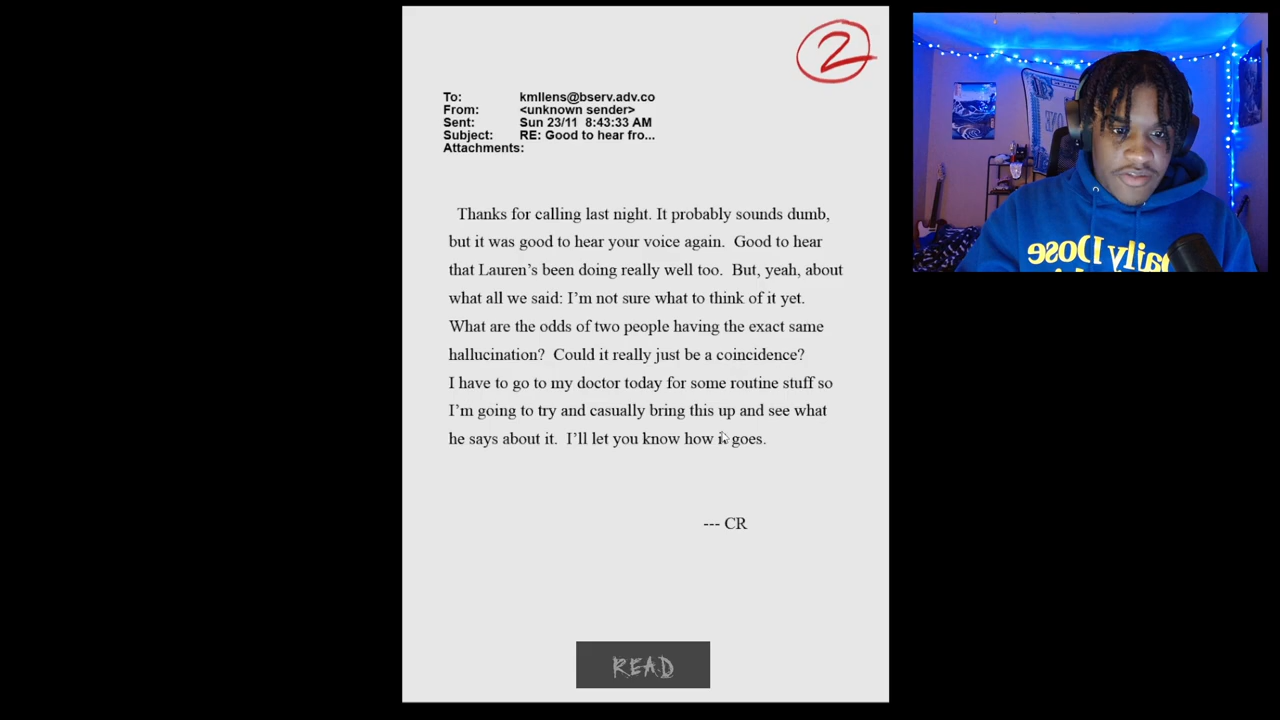 2
To: kmllens@bserv.adv.co
From: <unknown sender>
Sent: Sun 23/11 8:43:33 AM
Subject: RE: Good to hear fro...
Attachments:
Thanks for calling last night. It probably sounds dumb,
but it was good to hear your voice again. Good to hear
that Lauren's been doing really well too. But, yeah, about
what all we said: I'm not sure what to think of it yet.
What are the odds of two people having the exact same
hallucination? Could it really just be a coincidence?
I have to go to my doctor today for some routine stuff so
I'm going to try and casually bring this up and see what
he says about it. I'll let you know how it goes.
--- CR
READ
Daily Dose
ONE